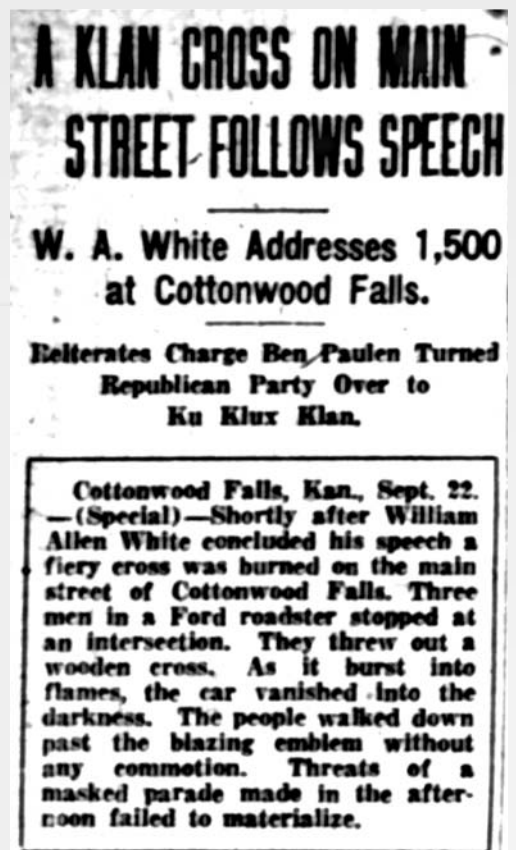 A KLAN CROSS ON MAIN
STREET FOLLOWS SPEECH
W. A. White Addresses 1,500
at Cottonwood Falls.
Reiterates Charge Ben Paulen Turned
Republican Party Over to
Ku Klux Klan.
Cottonwood Falls, Kan., Sept. 22.
—(Special)—Shortly after William
Allen White concluded his speech a
fiery cross was burned on the main
street of Cottonwood Falls. Three
men in a Ford roadster stopped at
an intersection. They threw out a
wooden cross. As it burst into
flames, the car vanished into the
darkness. The people walked down
past the blazing emblem without
any commotion. Threats of a
masked parade made in the after-
noon failed to materialize.